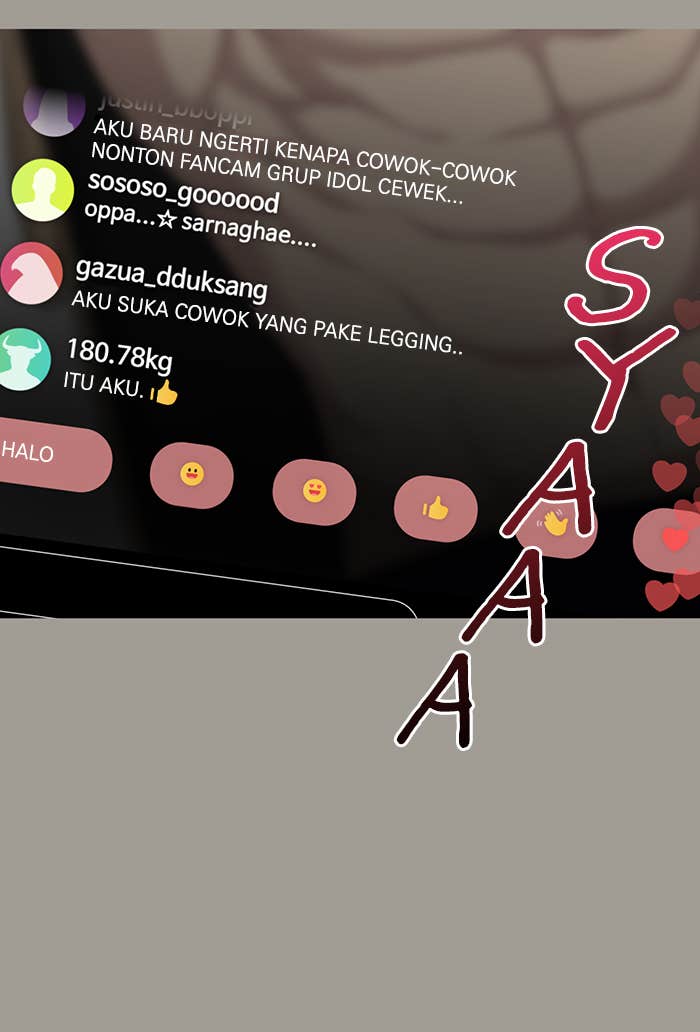 justin_bboppi
AKU BARU NGERTI KENAPA COWOK-COWOK
NONTON FANCAM GRUP IDOL CEWEK...
sososo_goooood
oppa...☆ sarnaghae....
gazua_dduksang
AKU SUKA COWOK YANG PAKE LEGGING..
180.78kg
ITU AKU. 👍
HALO
SYAAA